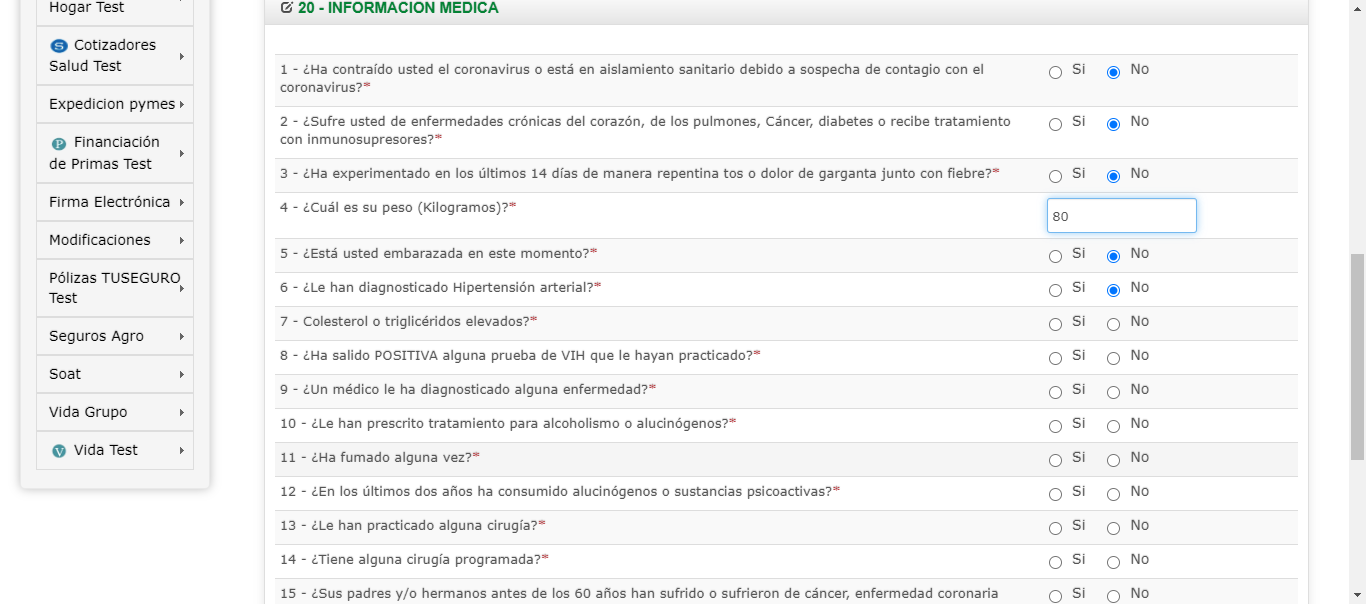 Hogar Test
Cotizadores
Salud Test
Expedicion pymes
Financiación
de Primas Test
Firma Electrónica
Modificaciones
Pólizas TUSEGURO
Test
Seguros Agro
Soat
Vida Grupo
Vida Test
20 - INFORMACION MEDICA
1 - ¿Ha contraído usted el coronavirus o está en aislamiento sanitario debido a sospecha de contagio con el
coronavirus?* Si No
2 - ¿Sufre usted de enfermedades crónicas del corazón, de los pulmones, Cáncer, diabetes o recibe tratamiento
con inmunosupresores?* Si No
3 - ¿Ha experimentado en los últimos 14 días de manera repentina tos o dolor de garganta junto con fiebre?* Si No
4 - ¿Cuál es su peso (Kilogramos)?* 80
5 - ¿Está usted embarazada en este momento?* Si No
6 - ¿Le han diagnosticado Hipertensión arterial?* Si No
7 - Colesterol o triglicéridos elevados?* Si No
8 - ¿Ha salido POSITIVA alguna prueba de VIH que le hayan practicado?* Si No
9 - ¿Un médico le ha diagnosticado alguna enfermedad?* Si No
10 - ¿Le han prescrito tratamiento para alcoholismo o alucinógenos?* Si No
11 - ¿Ha fumado alguna vez?* Si No
12 - ¿En los últimos dos años ha consumido alucinógenos o sustancias psicoactivas?* Si No
13 - ¿Le han practicado alguna cirugía?* Si No
14 - ¿Tiene alguna cirugía programada?* Si No
15 - ¿Sus padres y/o hermanos antes de los 60 años han sufrido o sufrieron de cáncer, enfermedad coronaria Si No